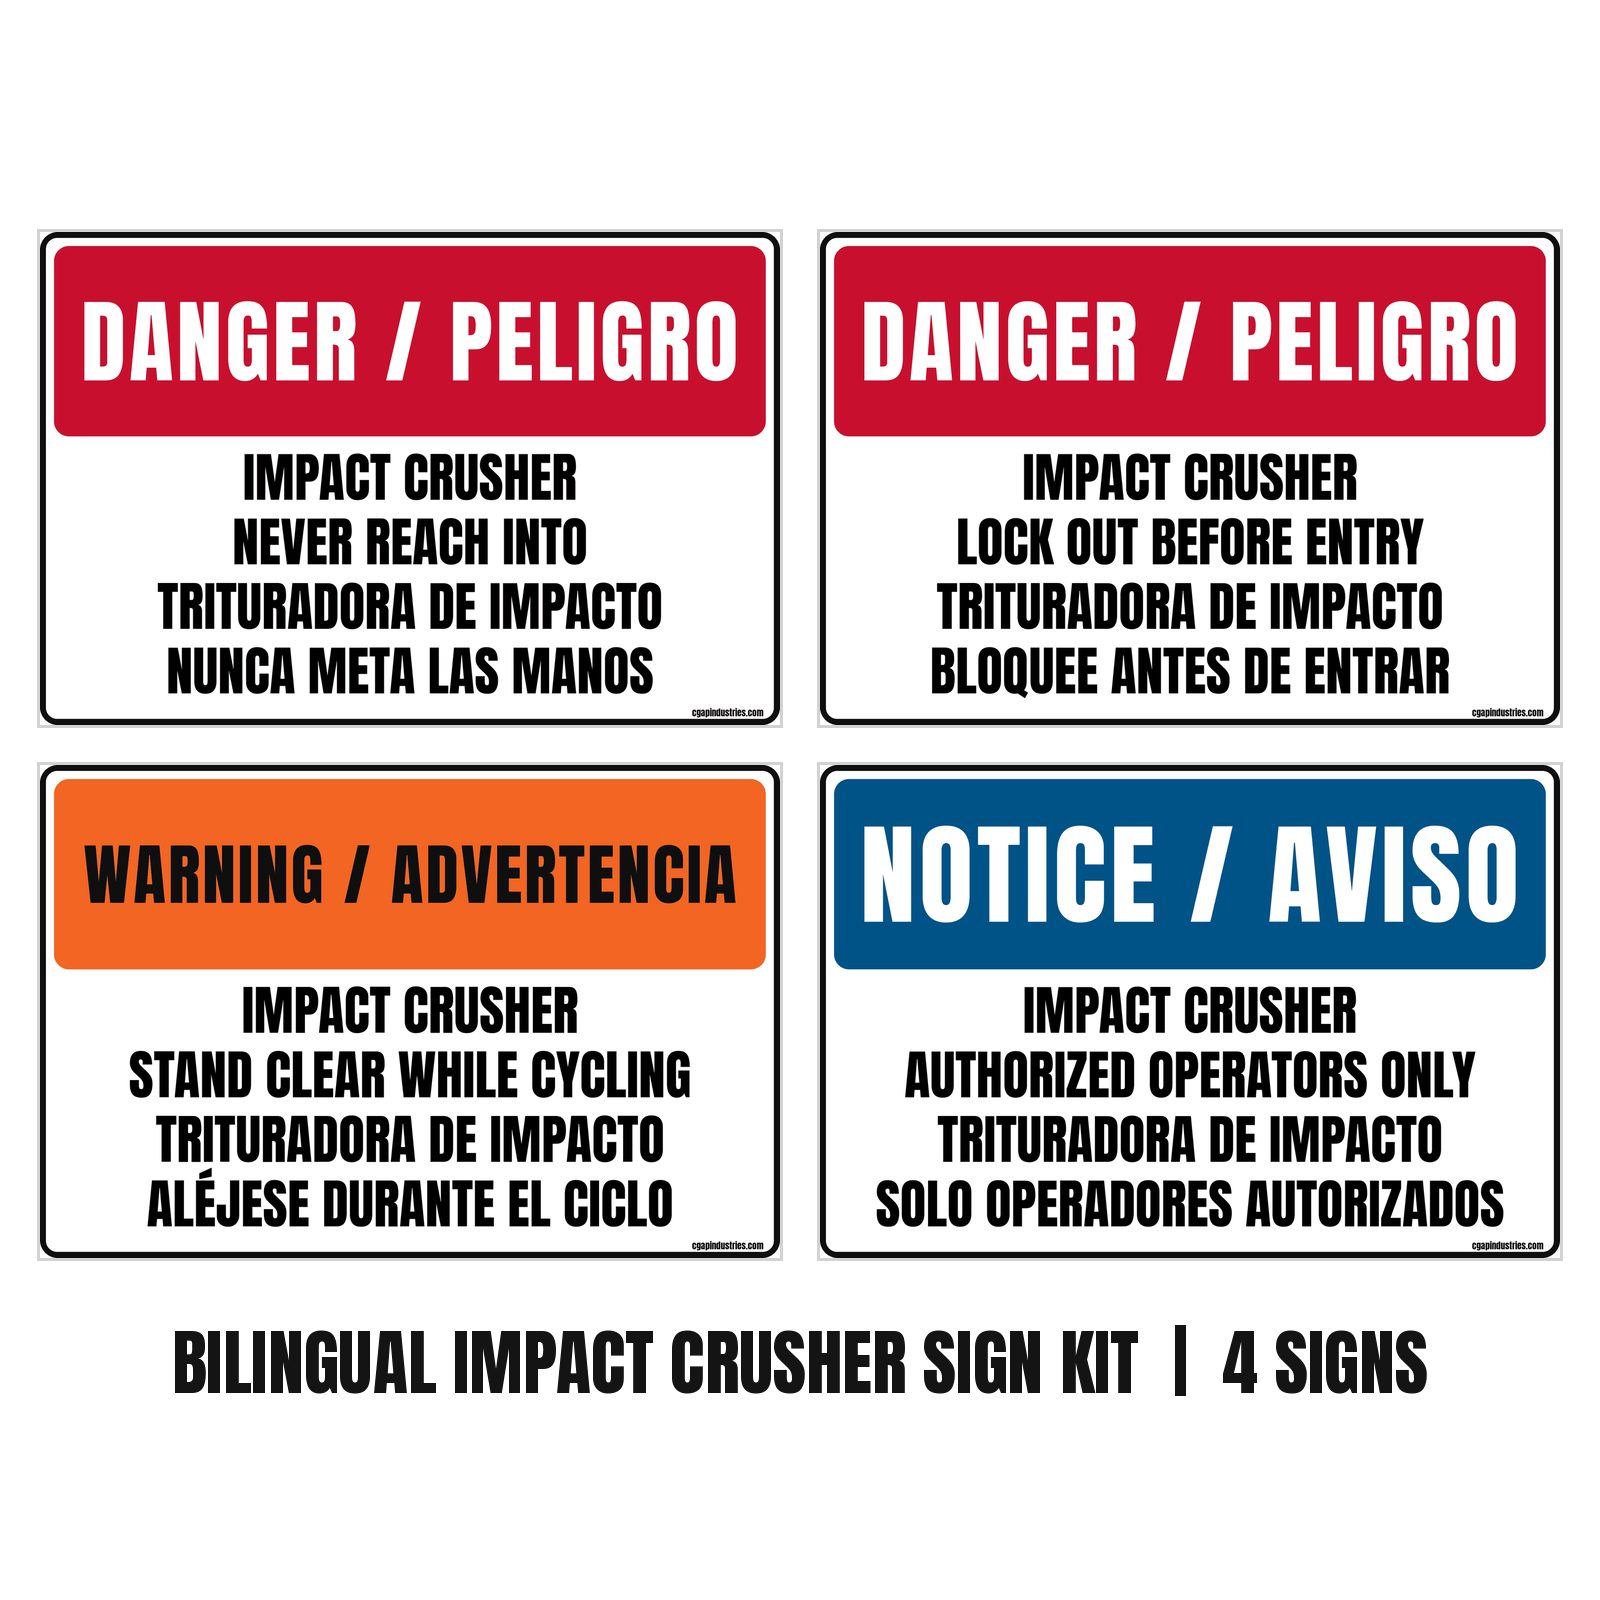 DANGER / PELIGRO
IMPACT CRUSHER
NEVER REACH INTO
TRITURADORA DE IMPACTO
NUNCA META LAS MANOS
cgapindustries.com
DANGER / PELIGRO
IMPACT CRUSHER
LOCK OUT BEFORE ENTRY
TRITURADORA DE IMPACTO
BLOQUEE ANTES DE ENTRAR
cgapindustries.com
WARNING / ADVERTENCIA
IMPACT CRUSHER
STAND CLEAR WHILE CYCLING
TRITURADORA DE IMPACTO
ALÉJESE DURANTE EL CICLO
cgapindustries.com
NOTICE / AVISO
IMPACT CRUSHER
AUTHORIZED OPERATORS ONLY
TRITURADORA DE IMPACTO
SOLO OPERADORES AUTORIZADOS
cgapindustries.com
BILINGUAL IMPACT CRUSHER SIGN KIT | 4 SIGNS